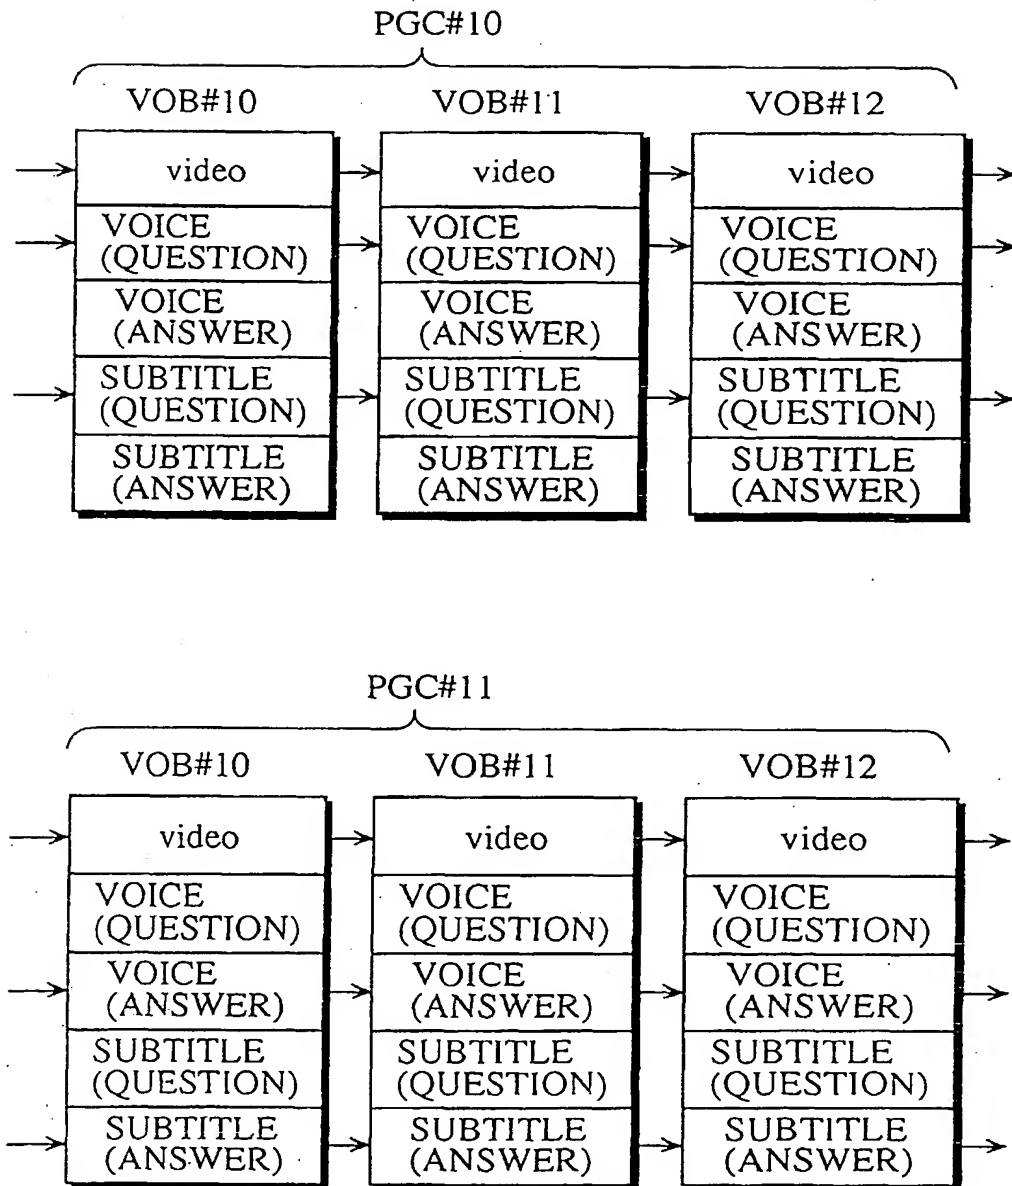 PGC#10
VOB#10 VOB#11 VOB#12
video video video
VOICE VOICE VOICE
(QUESTION) (QUESTION) (QUESTION)
VOICE VOICE VOICE
(ANSWER) (ANSWER) (ANSWER)
SUBTITLE SUBTITLE SUBTITLE
(QUESTION) (QUESTION) (QUESTION)
SUBTITLE SUBTITLE SUBTITLE
(ANSWER) (ANSWER) (ANSWER)
PGC#11
VOB#10 VOB#11 VOB#12
video video video
VOICE VOICE VOICE
(QUESTION) (QUESTION) (QUESTION)
VOICE VOICE VOICE
(ANSWER) (ANSWER) (ANSWER)
SUBTITLE SUBTITLE SUBTITLE
(QUESTION) (QUESTION) (QUESTION)
SUBTITLE SUBTITLE SUBTITLE
(ANSWER) (ANSWER) (ANSWER)